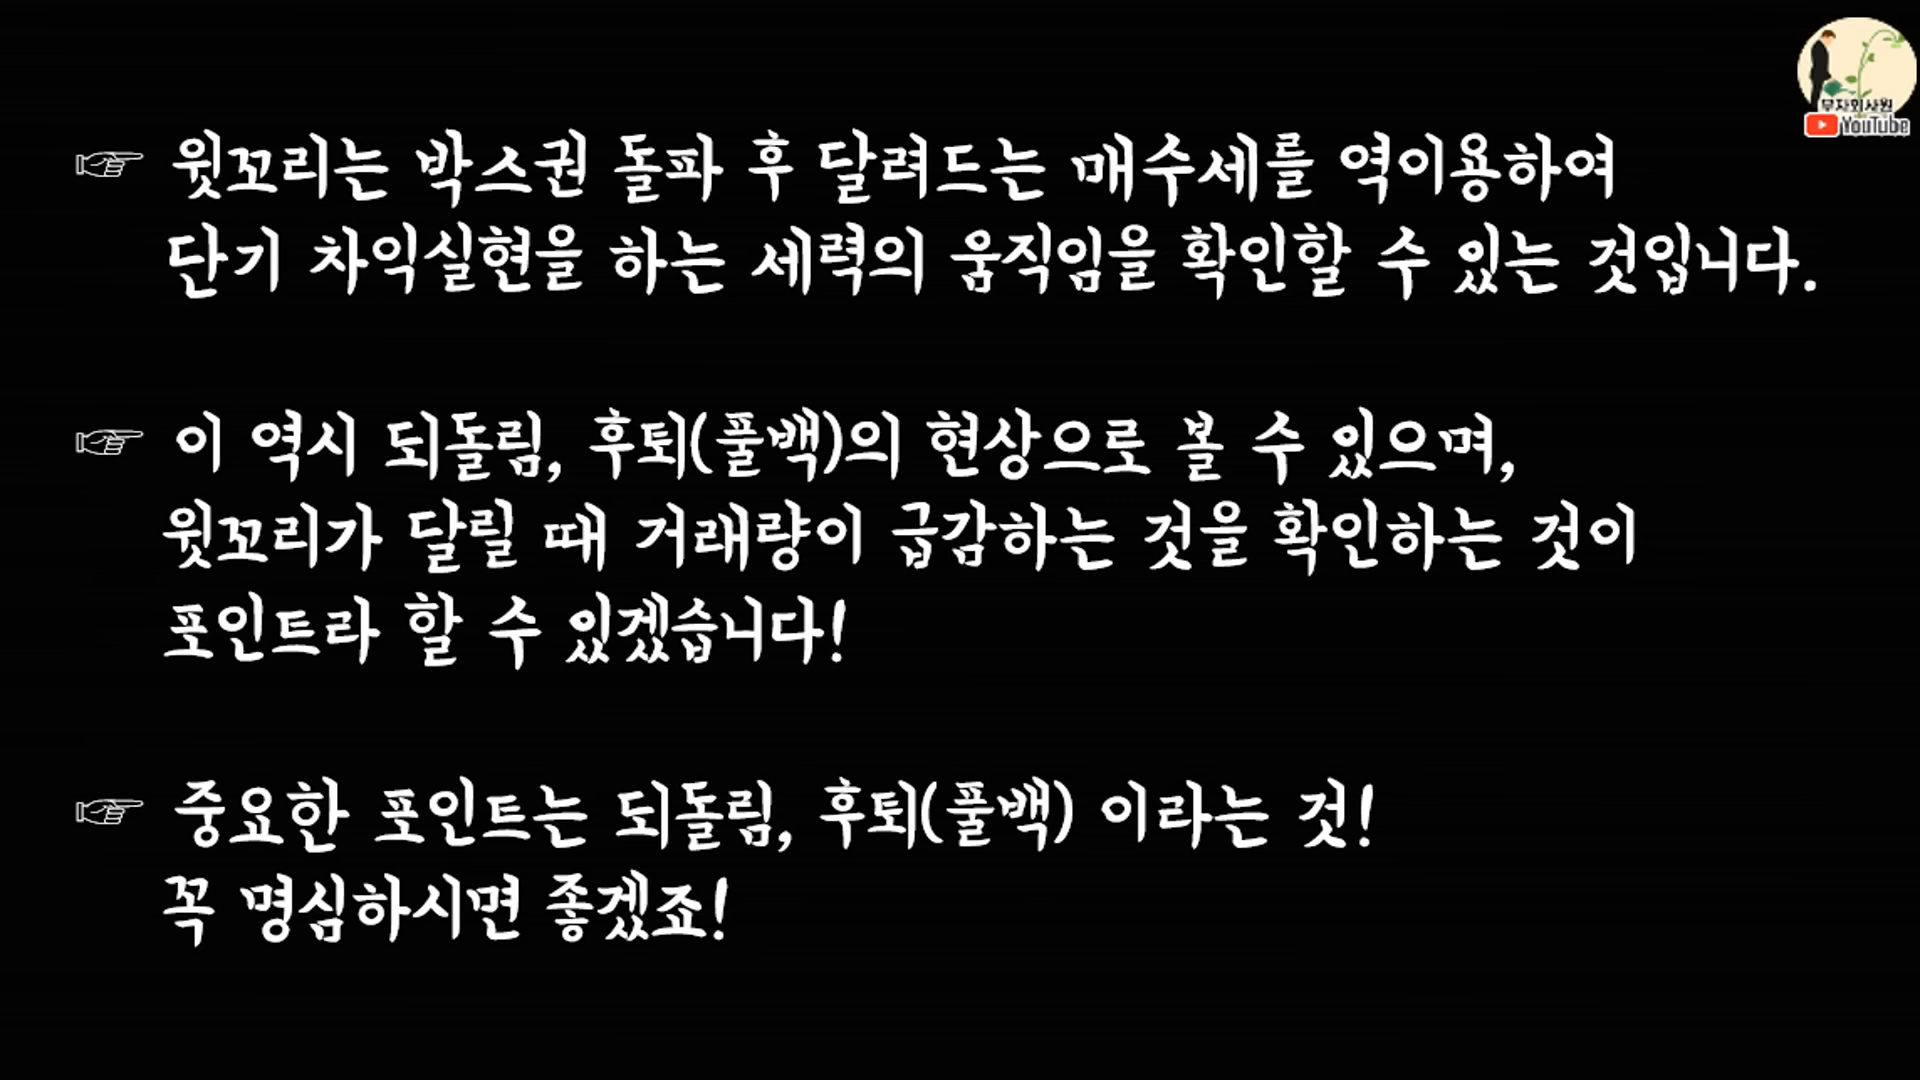 ☞ 윗꼬리는 박스권 돌파 후 달려드는 매수세를 역이용하여
단기 차익실현을 하는 세력의 움직임을 확인할 수 있는 것입니다.
☞ 이 역시 되돌림, 후퇴(풀백)의 현상으로 볼 수 있으며,
윗꼬리가 달릴 때 거래량이 급감하는 것을 확인하는 것이
포인트라 할 수 있겠습니다!
☞ 중요한 포인트는 되돌림, 후퇴(풀백) 이라는 것!
꼭 명심하시면 좋겠죠!
부자회사원
YouTube